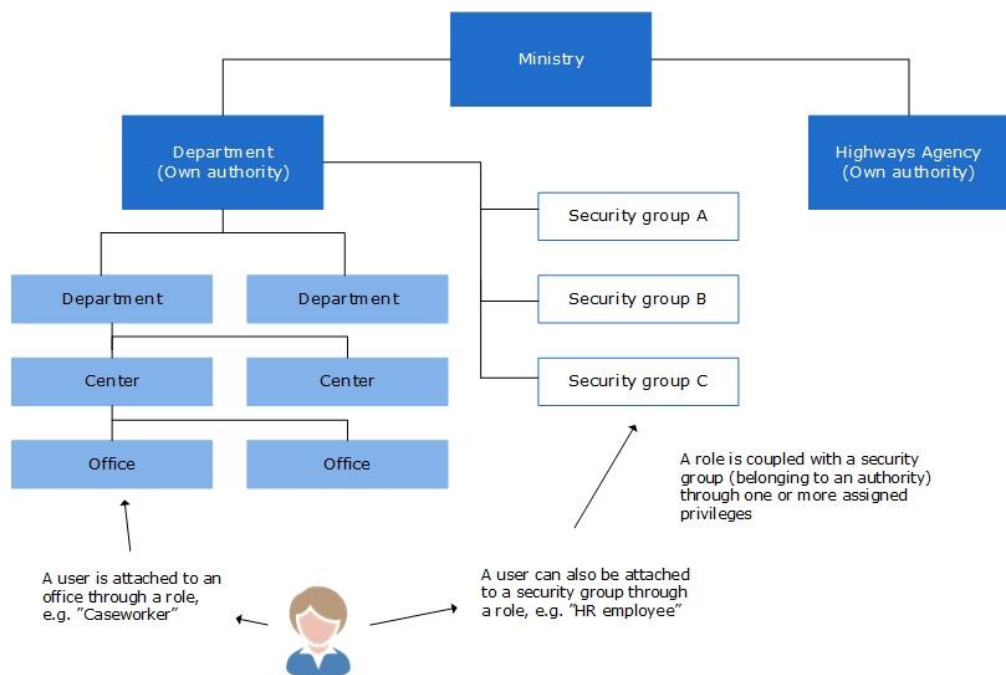 Ministry
Department
(Own authority)
Highways Agency
(Own authority)
Security group A
Department
Department
Security group B
Center
Center
Security group C
Office
Office
A role is coupled with a security
group (belonging to an authority)
through one or more assigned
privileges
A user is attached to an
office through a role,
e.g. ”Caseworker”
A user can also be attached
to a security group through
a role, e.g. ”HR employee”